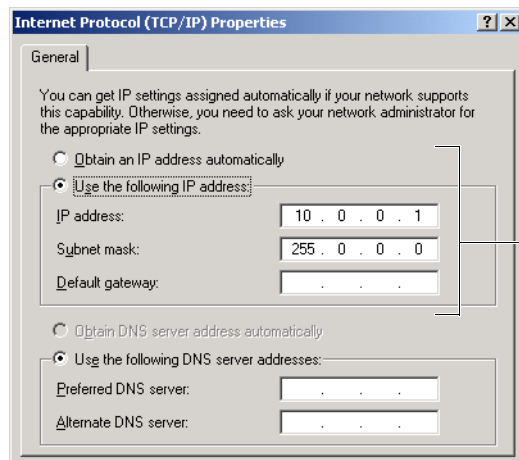 Internet Protocol (TCP/IP) Properties
General
You can get IP settings assigned automatically if your network supports
this capability. Otherwise, you need to ask your network administrator for
the appropriate IP settings.
Obtain an IP address automatically
Use the following IP address:
IP address: 10 . 0 . 0 . 1
Subnet mask: 255 . 0 . 0 . 0
Default gateway: . . .
Obtain DNS server address automatically
Use the following DNS server addresses:
Preferred DNS server: . . .
Alternate DNS server: . . .